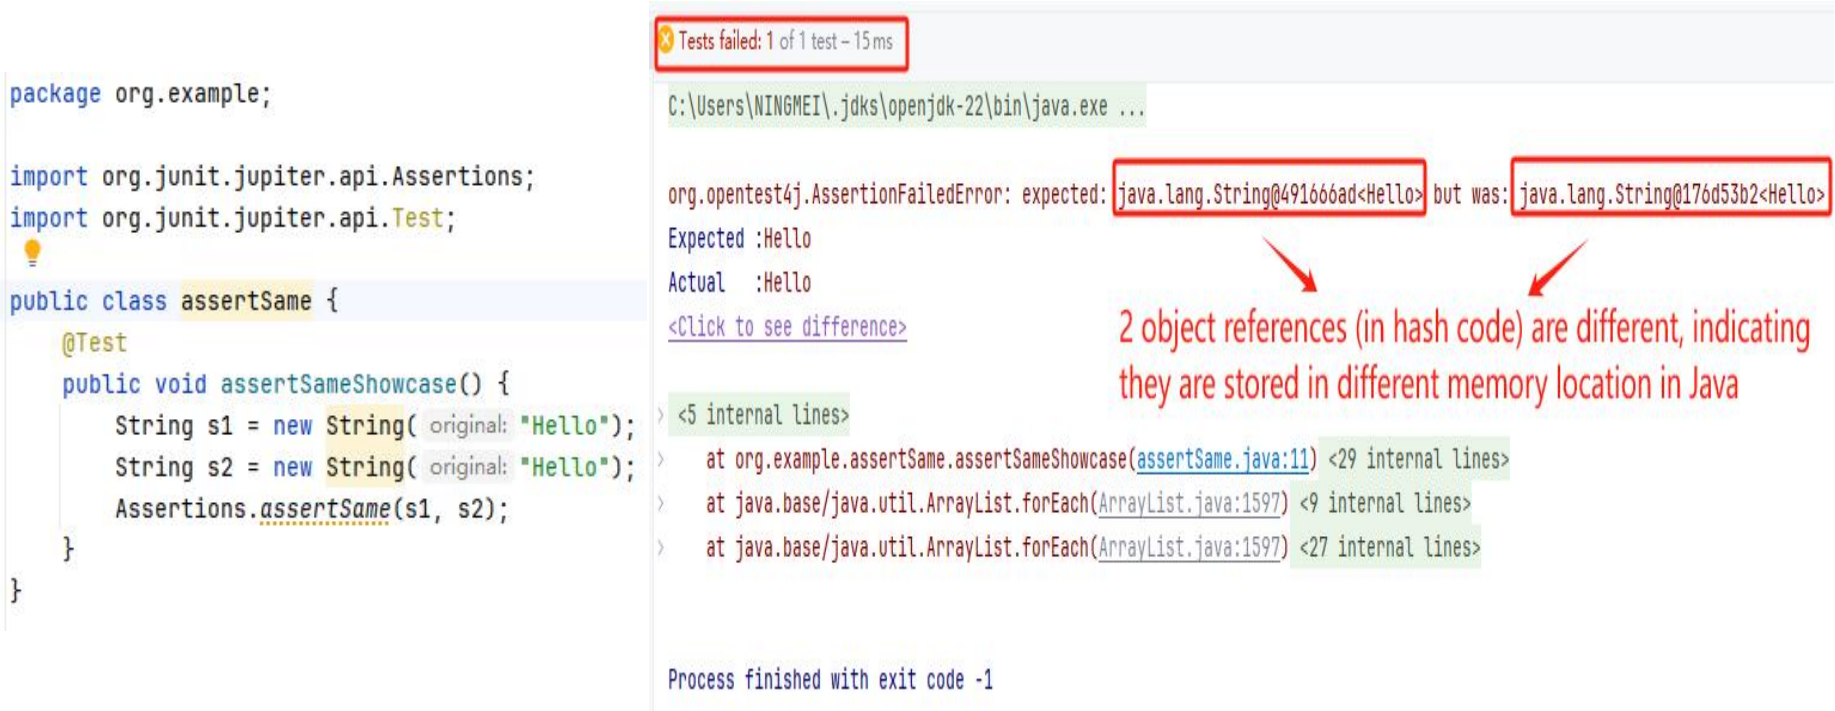 package org.example;
import org.junit.jupiter.api.Assertions;
import org.junit.jupiter.api.Test;
public class assertSame {
@Test
public void assertSameShowcase() {
String s1 = new String( original: "Hello");
String s2 = new String( original: "Hello");
Assertions.assertSame(s1, s2);
}
}
Tests failed: 1 of 1 test – 15 ms
C:\Users\NINGMEI\.jdks\openjdk-22\bin\java.exe ...
org.opentest4j.AssertionFailedError: expected: java.lang.String@491666ad<Hello> but was: java.lang.String@176d53b2<Hello>
Expected :Hello
Actual   :Hello
<Click to see difference>
2 object references (in hash code) are different, indicating
they are stored in different memory location in Java
<5 internal lines>
at org.example.assertSame.assertSameShowcase(assertSame.java:11) <29 internal lines>
at java.base/java.util.ArrayList.forEach(ArrayList.java:1597) <9 internal lines>
at java.base/java.util.ArrayList.forEach(ArrayList.java:1597) <27 internal lines>
Process finished with exit code -1